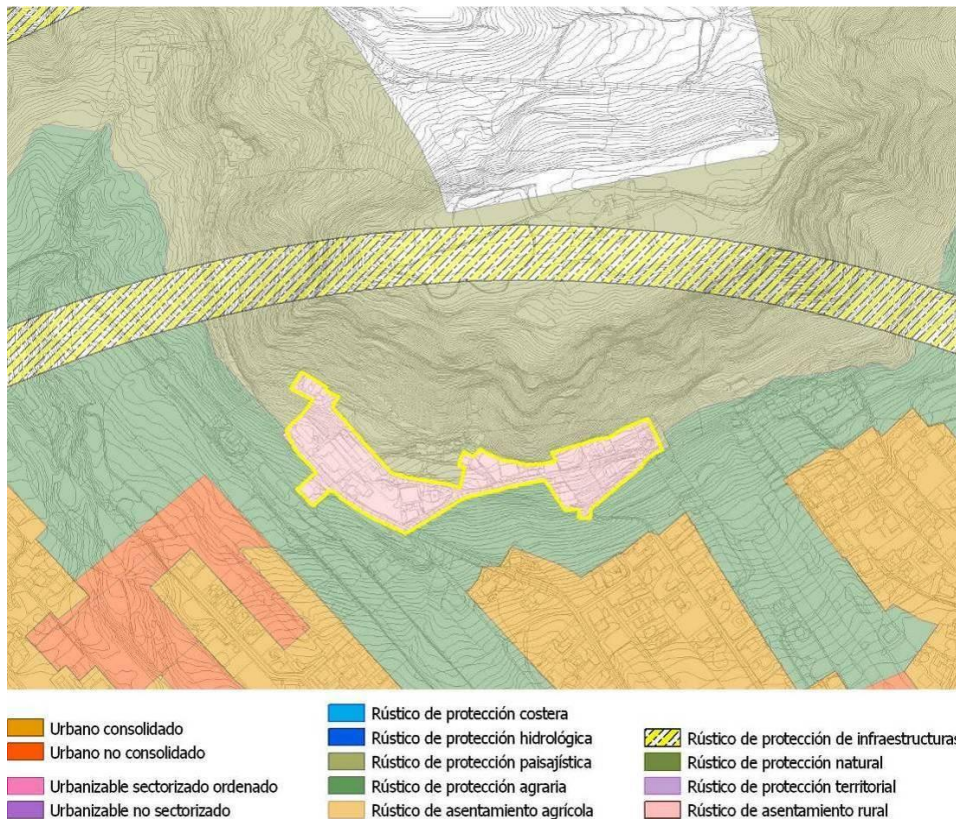 Urbano consolidado
Urbano no consolidado
Urbanizable sectorizado ordenado
Urbanizable no sectorizado
Rústico de protección costera
Rústico de protección hidrológica
Rústico de protección paisajística
Rústico de protección agraria
Rústico de asentamiento agrícola
Rústico de protección de infraestructuras
Rústico de protección natural
Rústico de protección territorial
Rústico de asentamiento rural